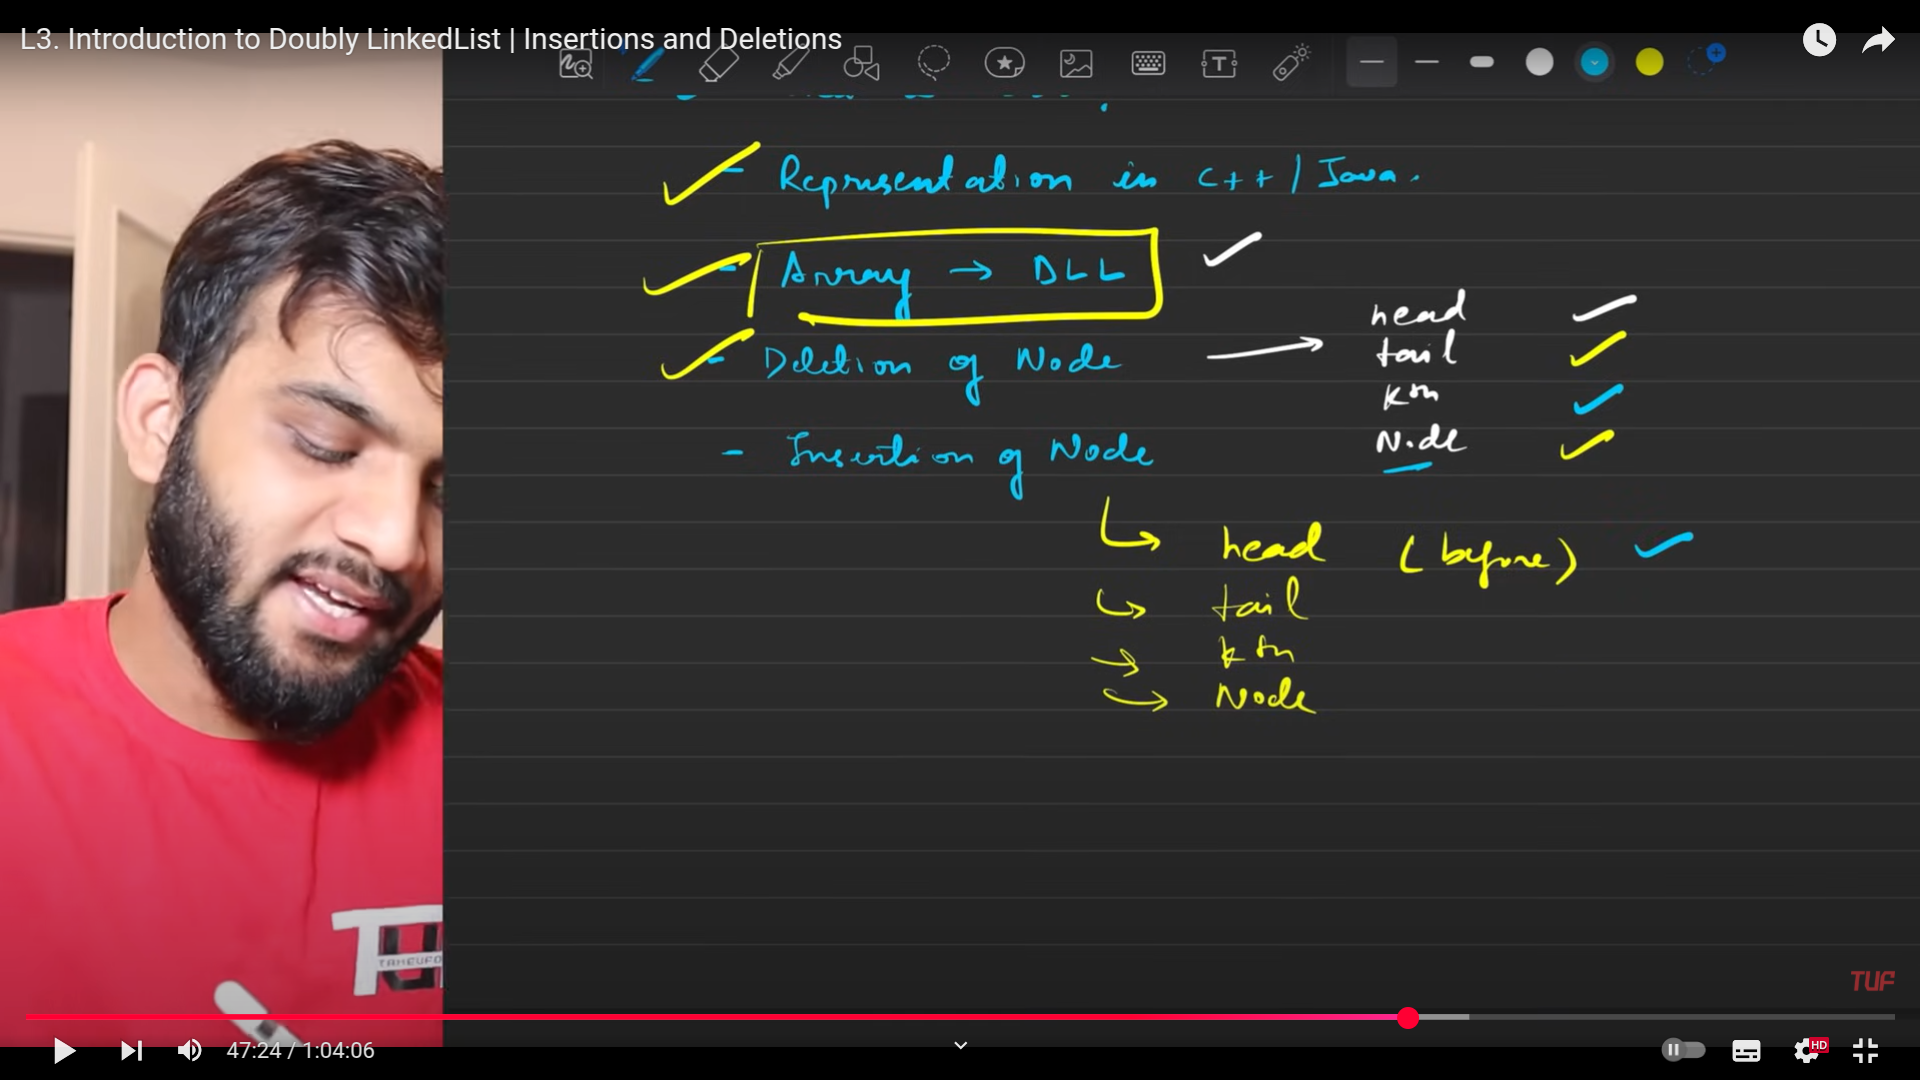 L3. Introduction to Doubly LinkedList | Insertions and Deletions
T
- Representation in C++ / Java.
- Array → DLL
- Deletion of Node → head
tail
kth
Node
- Insertion of Node
↳ head (before)
↳ tail
→ kth
→ Node
TUF
47:24 / 1:04:06
HD